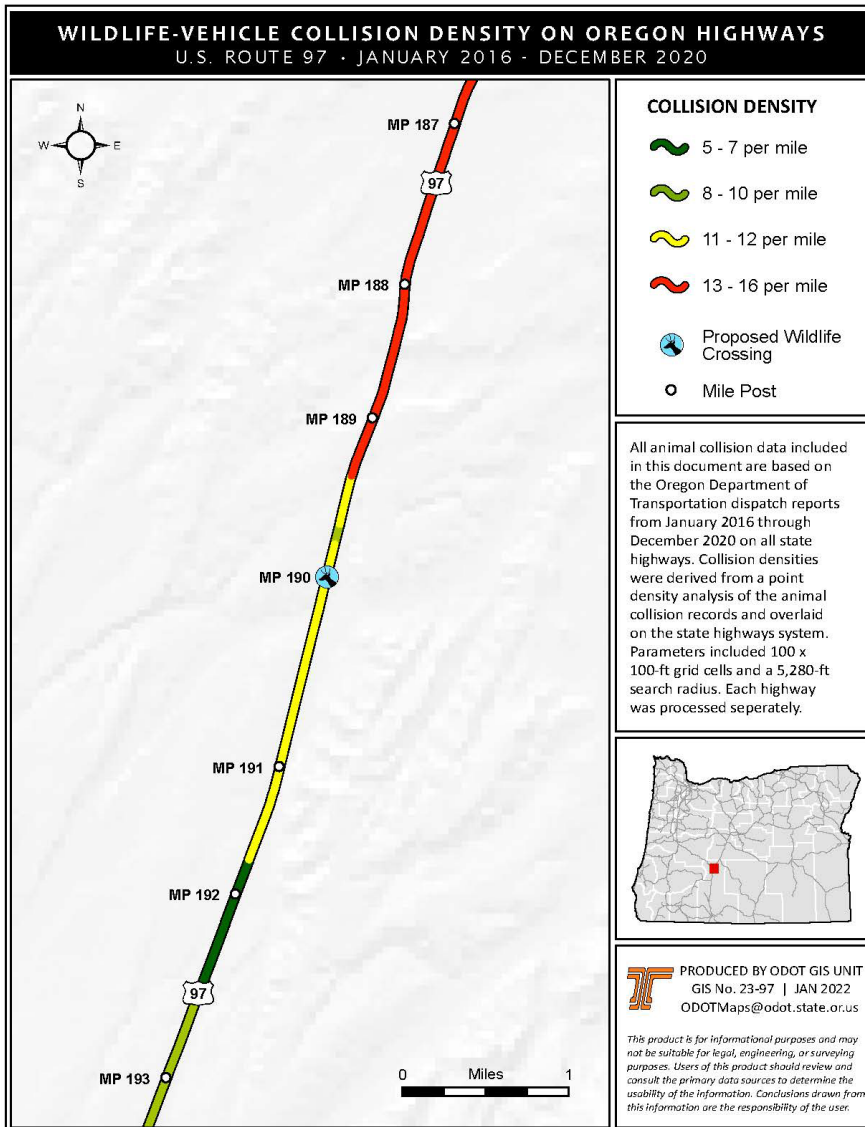 WILDLIFE-VEHICLE COLLISION DENSITY ON OREGON HIGHWAYS
U.S. ROUTE 97 • JANUARY 2016 - DECEMBER 2020
N
W
E
S
MP 187
97
MP 188
MP 189
MP 190
MP 191
MP 192
97
MP 193
0
Miles
1
COLLISION DENSITY
5 - 7 per mile
8 - 10 per mile
11 - 12 per mile
13 - 16 per mile
Proposed Wildlife
Crossing
Mile Post
All animal collision data included
in this document are based on
the Oregon Department of
Transportation dispatch reports
from January 2016 through
December 2020 on all state
highways. Collision densities
were derived from a point
density analysis of the animal
collision records and overlaid
on the state highways system.
Parameters included 100 x
100-ft grid cells and a 5,280-ft
search radius. Each highway
was processed seperately.
PRODUCED BY ODOT GIS UNIT
GIS No. 23-97 | JAN 2022
ODOTMaps@odot.state.or.us
This product is for informational purposes and may
not be suitable for legal, engineering, or surveying
purposes. Users of this product should review and
consult the primary data sources to determine the
usability of the information. Conclusions drawn from
this information are the responsibility of the user.